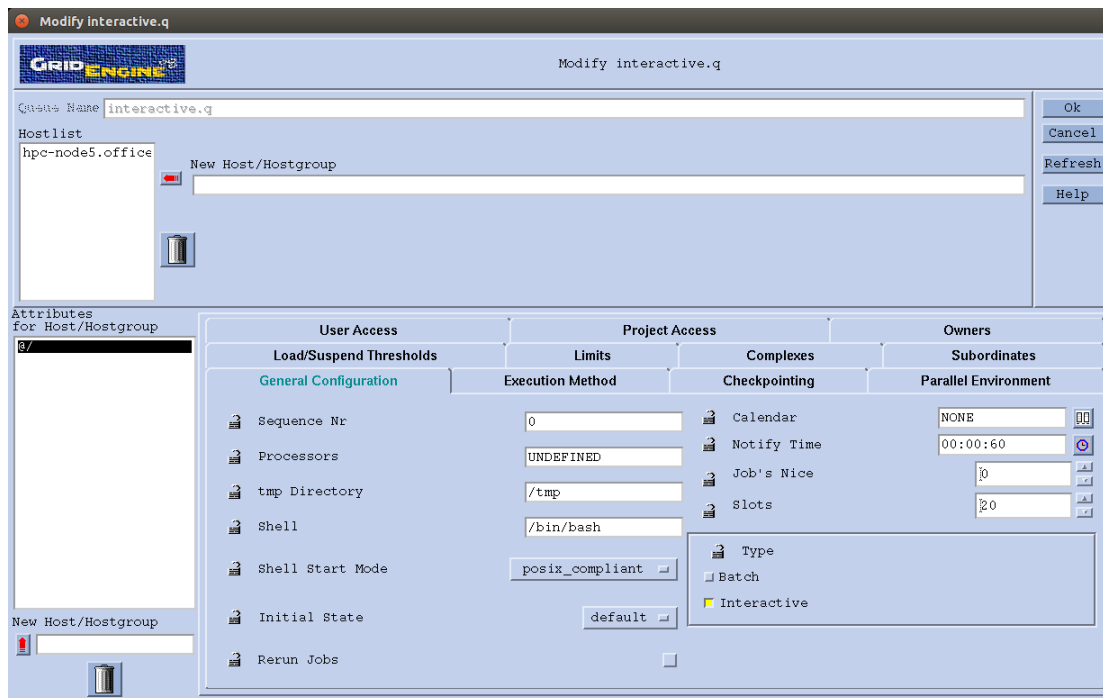 Modify interactive.q
GRID ENGINE
Modify interactive.q
Queue Name interactive.q
Ok
Cancel
Refresh
Help
Hostlist
hpc-node5.office
New Host/Hostgroup
Attributes
for Host/Hostgroup
@/
New Host/Hostgroup
User Access Project Access Owners
Load/Suspend Thresholds Limits Complexes Subordinates
General Configuration Execution Method Checkpointing Parallel Environment
Sequence Nr 0
Processors UNDEFINED
tmp Directory /tmp
Shell /bin/bash
Shell Start Mode posix_compliant
Initial State default
Rerun Jobs
Calendar NONE
Notify Time 00:00:60
Job's Nice 0
Slots 20
Type
Batch
Interactive